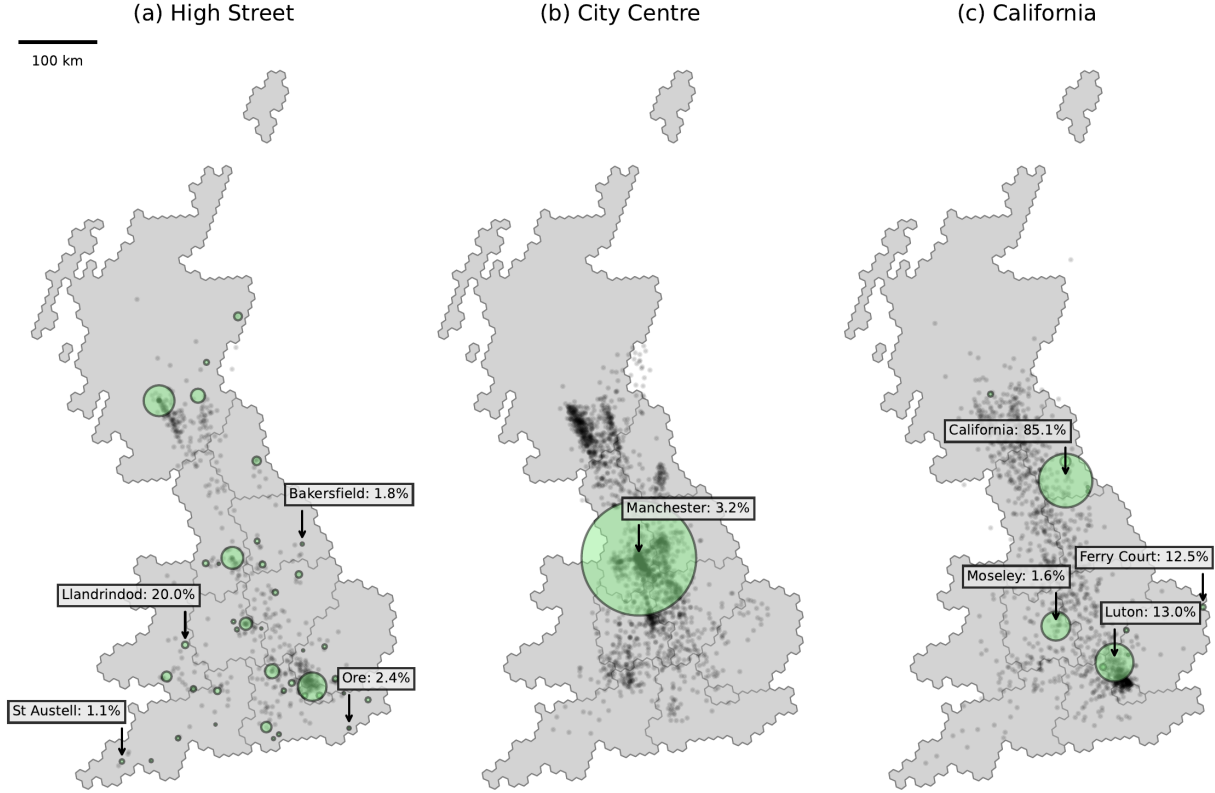 (a) High Street
(b) City Centre
(c) California
100 km
California: 85.1%
Bakersfield: 1.8%
Manchester: 3.2%
Ferry Court: 12.5%
Moseley: 1.6%
Llandrindod: 20.0%
Luton: 13.0%
Ore: 2.4%
St Austell: 1.1%